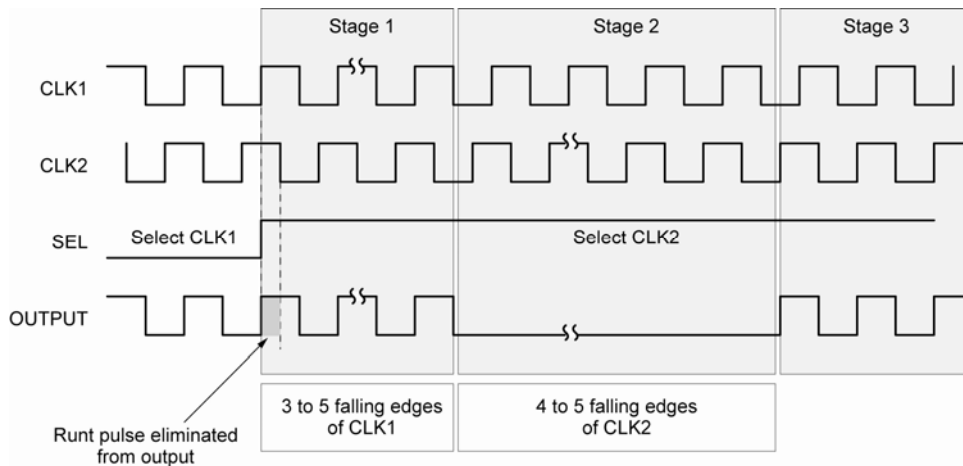 Stage 1
Stage 2
Stage 3
CLK1
CLK2
SEL
Select CLK1
Select CLK2
OUTPUT
3 to 5 falling edges
of CLK1
4 to 5 falling edges
of CLK2
Runt pulse eliminated
from output